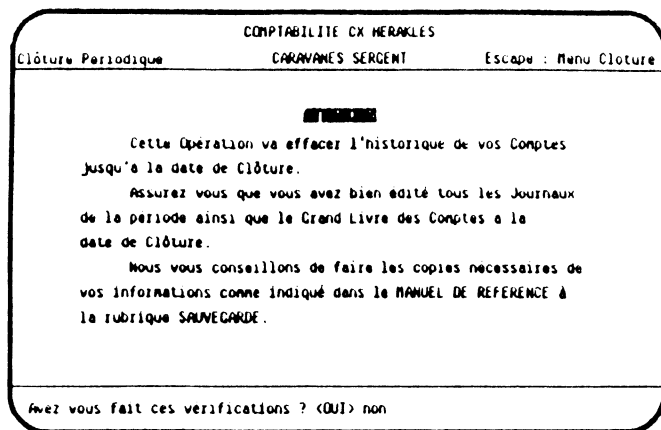 COMPTABILITE CX HERAKLES
Clôture Periodique CARAVANES SERGENT Escape : Menu Cloture
ATTENTION
Cette Opération va effacer l'historique de vos Comptes
jusqu'à la date de Clôture.
Assurez vous que vous avez bien edité tous les Journaux
de la période ainsi que le Grand Livre des Comptes a la
date de Clôture.
Nous vous conseillons de faire les copies nécessaires de
vos informations comme indiqué dans le MANUEL DE REFERENCE à
la rubrique SAUVEGARDE.
Avez vous fait ces verifications ? <OUI> non